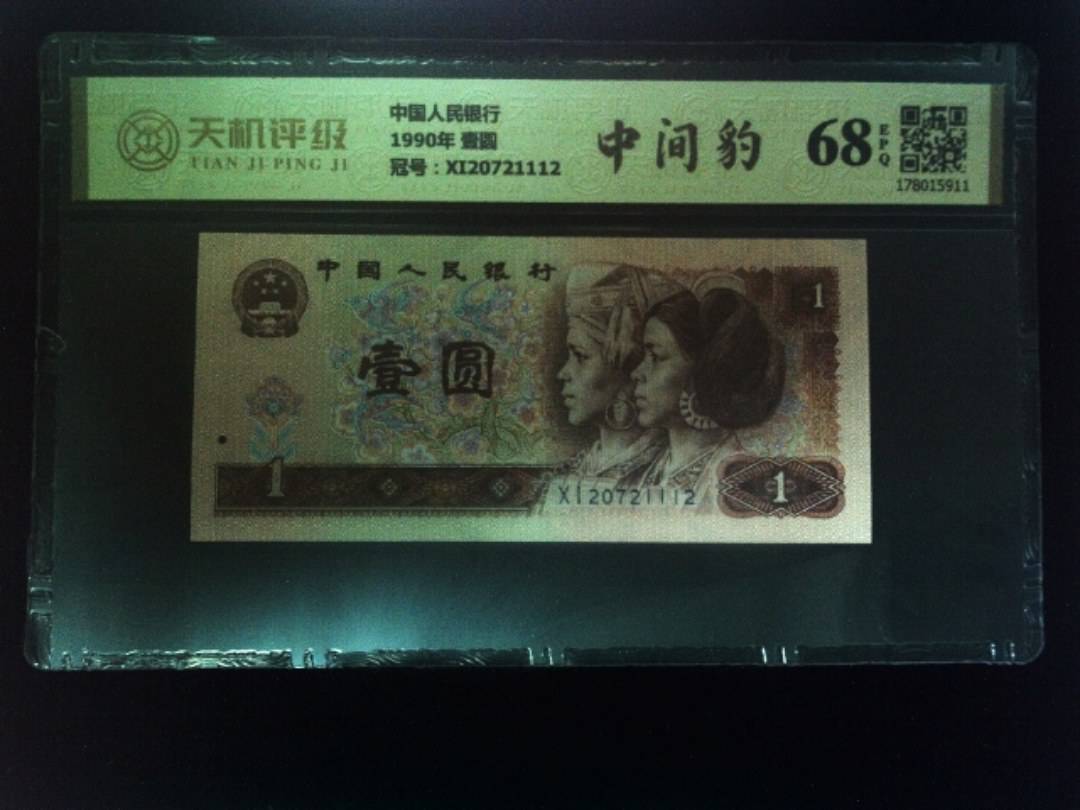 天机评级
TIAN JI PING JI
中国人民银行
1990年 壹圆
冠号：XI20721112
中间豹
68
EPQ
178015911
中国人民银行
1
壹圆
1
XI20721112
1